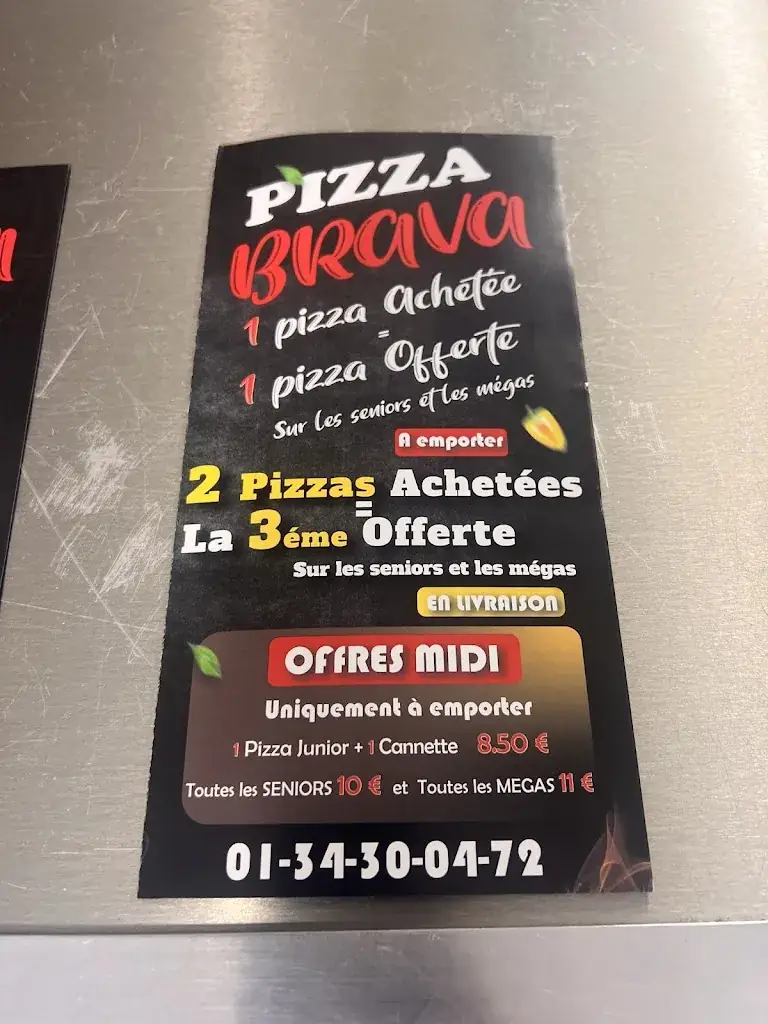 PIZZA
BRAVA
1 pizza Achetée
=
1 pizza Offerte
Sur les seniors et les mégas
A emporter
2 Pizzas Achetées
=
La 3éme Offerte
Sur les seniors et les mégas
EN LIVRAISON
OFFRES MIDI
Uniquement à emporter
1 Pizza Junior + 1 Cannette 8.50 €
Toutes les SENIORS 10 € et Toutes les MEGAS 11 €
01-34-30-04-72